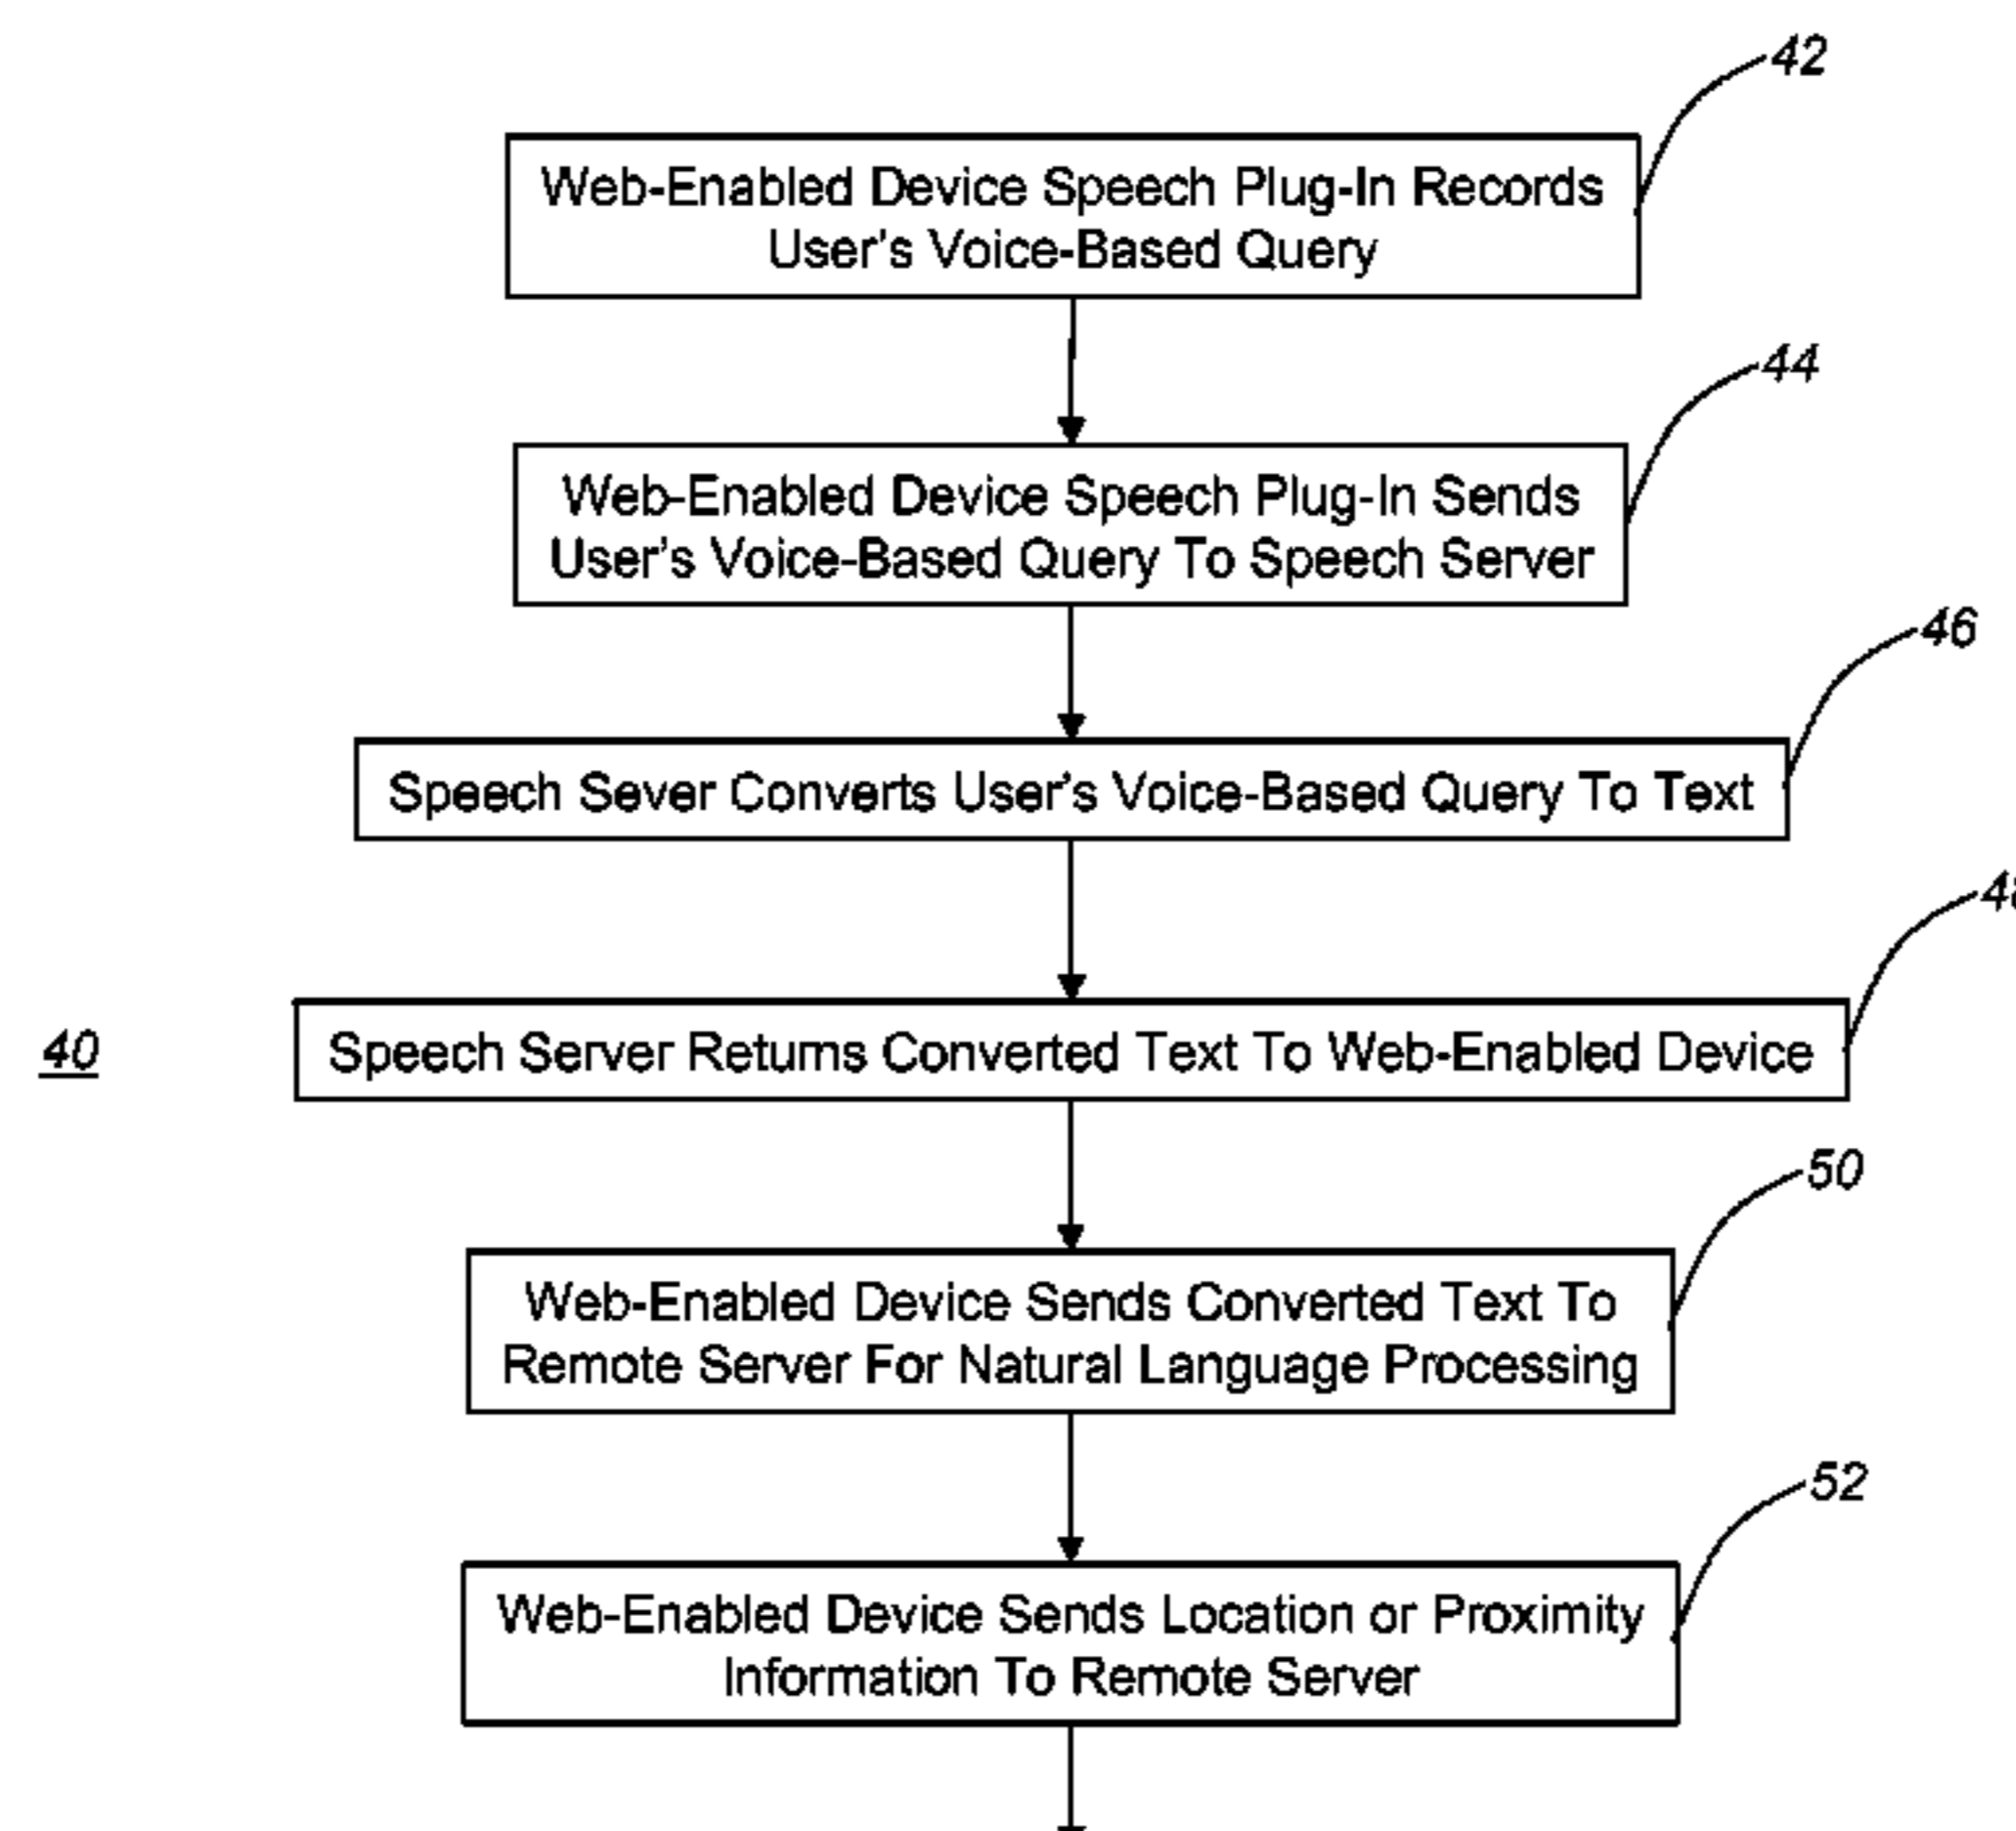 42
Web-Enabled Device Speech Plug-In Records
User's Voice-Based Query
44
Web-Enabled Device Speech Plug-In Sends
User's Voice-Based Query To Speech Server
46
Speech Sever Converts User's Voice-Based Query To Text
40
Speech Server Returns Converted Text To Web-Enabled Device
50
Web-Enabled Device Sends Converted Text To
Remote Server For Natural Language Processing
52
Web-Enabled Device Sends Location or Proximity
Information To Remote Server